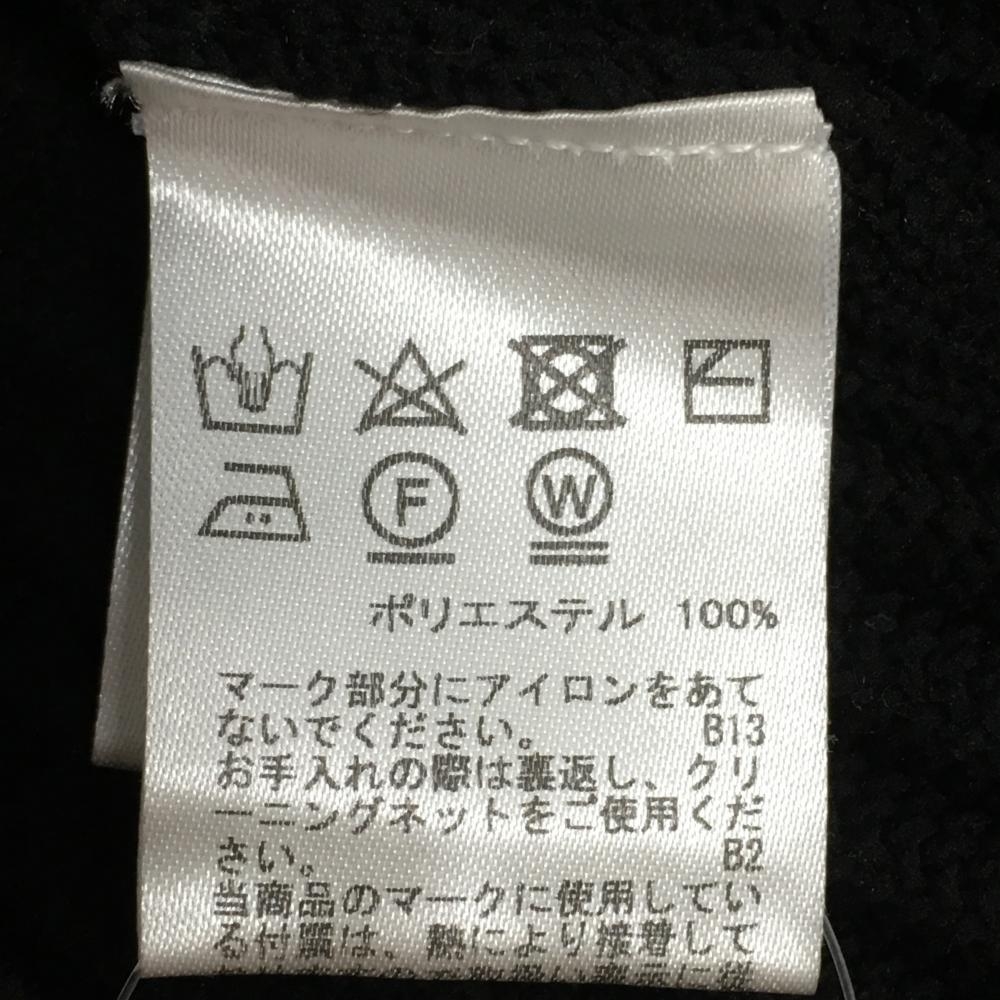 F W
ポリエステル 100%
マーク部分にアイロンをあて
ないでください。 B13
お手入れの際は裏返し、クリ
ーニングネットをご使用くだ
さい。 B2
当商品のマークに使用してい
る付属は、熱により接着して